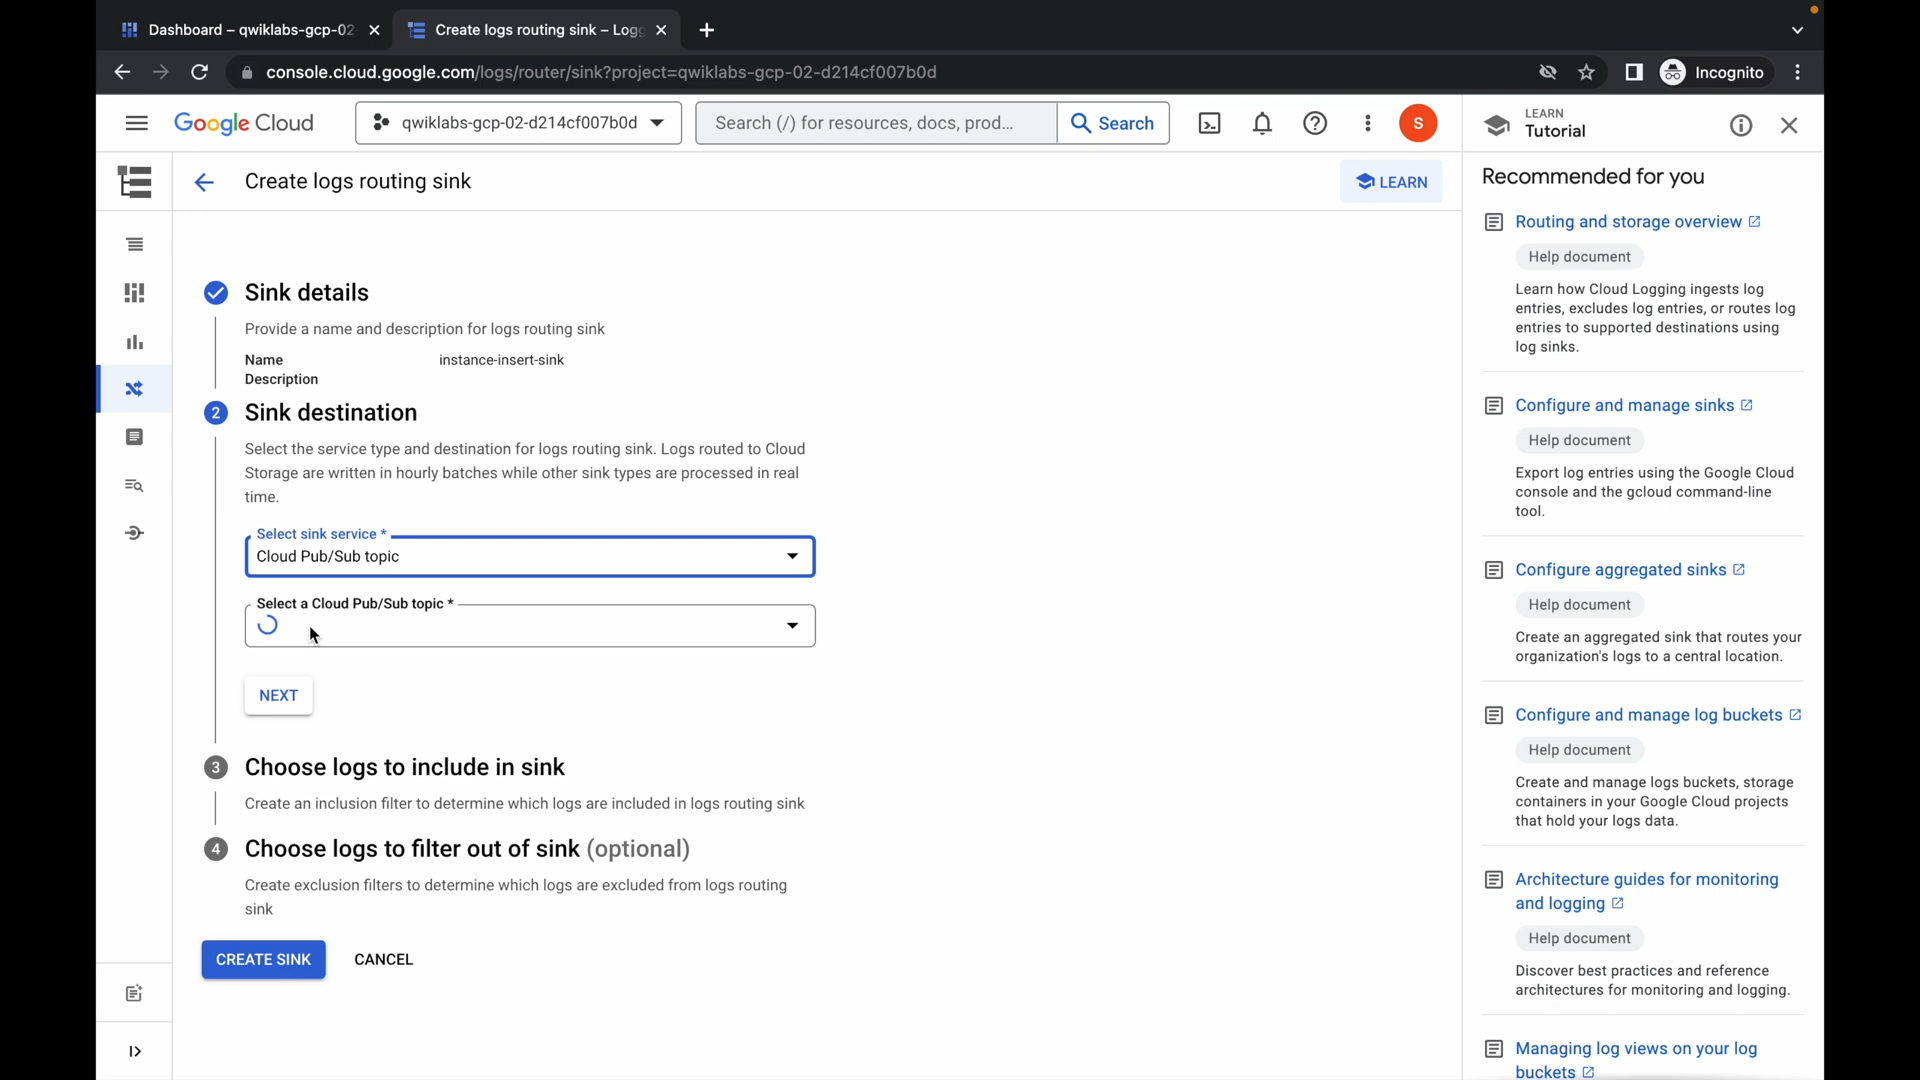 Dashboard – qwiklabs-gcp-02
Create logs routing sink – Logg
console.cloud.google.com/logs/router/sink?project=qwiklabs-gcp-02-d214cf007b0d
Incognito
Google Cloud
qwiklabs-gcp-02-d214cf007b0d
Search (/) for resources, docs, prod...
Search
S
LEARN
Tutorial
Create logs routing sink
LEARN
Sink details
Provide a name and description for logs routing sink
Name instance-insert-sink
Description
2 Sink destination
Select the service type and destination for logs routing sink. Logs routed to Cloud
Storage are written in hourly batches while other sink types are processed in real
time.
Select sink service *
Cloud Pub/Sub topic
Select a Cloud Pub/Sub topic *
NEXT
3 Choose logs to include in sink
Create an inclusion filter to determine which logs are included in logs routing sink
4 Choose logs to filter out of sink (optional)
Create exclusion filters to determine which logs are excluded from logs routing
sink
CREATE SINK
CANCEL
Recommended for you
Routing and storage overview
Help document
Learn how Cloud Logging ingests log
entries, excludes log entries, or routes log
entries to supported destinations using
log sinks.
Configure and manage sinks
Help document
Export log entries using the Google Cloud
console and the gcloud command-line
tool.
Configure aggregated sinks
Help document
Create an aggregated sink that routes your
organization's logs to a central location.
Configure and manage log buckets
Help document
Create and manage logs buckets, storage
containers in your Google Cloud projects
that hold your logs data.
Architecture guides for monitoring
and logging
Help document
Discover best practices and reference
architectures for monitoring and logging.
Managing log views on your log
buckets